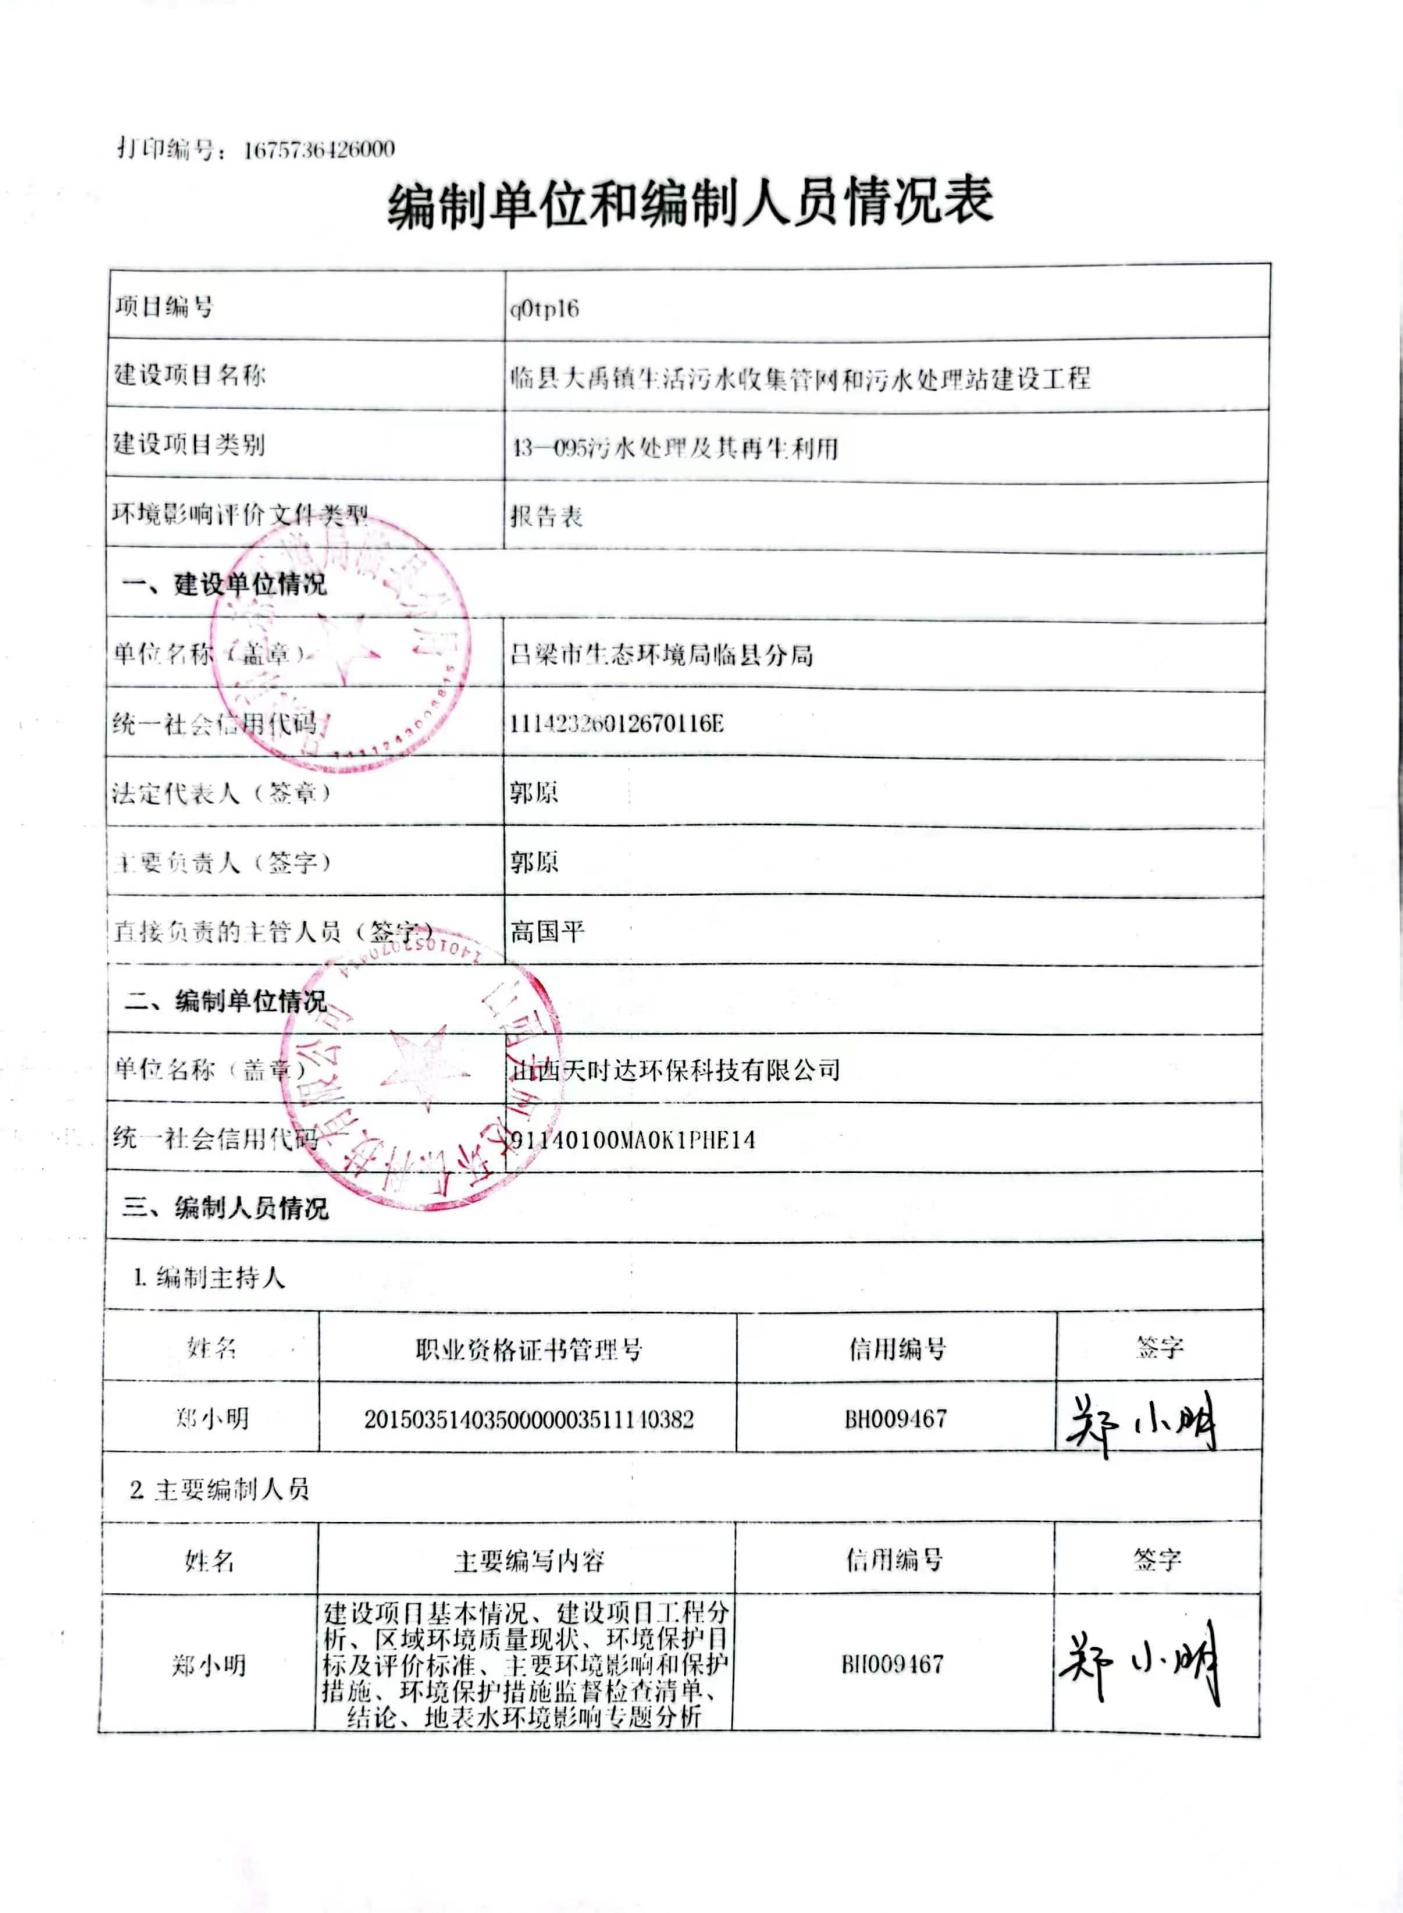 打印编号：1675736426000
编制单位和编制人员情况表
项目编号 q0tp16
建设项目名称 临县大禹镇生活污水收集管网和污水处理站建设工程
建设项目类别 43—095污水处理及其再生利用
环境影响评价文件类型 报告表
一、建设单位情况
单位名称（盖章） 吕梁市生态环境局临县分局
统一社会信用代码 11142326012670116E
法定代表人（签章） 郭原
主要负责人（签字） 郭原
直接负责的主管人员（签字） 高国平
二、编制单位情况
单位名称（盖章） 山西天时达环保科技有限公司
统一社会信用代码 91140100MA0K1PHE14
三、编制人员情况
1. 编制主持人
姓名 职业资格证书管理号 信用编号 签字
郑小明 2015035140350000003511140382 BH009467 郑小明
2. 主要编制人员
姓名 主要编写内容 信用编号 签字
建设项目基本情况、建设项目工程分
析、区域环境质量现状、环境保护目
郑小明 标及评价标准、主要环境影响和保护 BH009467 郑小明
措施、环境保护措施监督检查清单、
结论、地表水环境影响专题分析